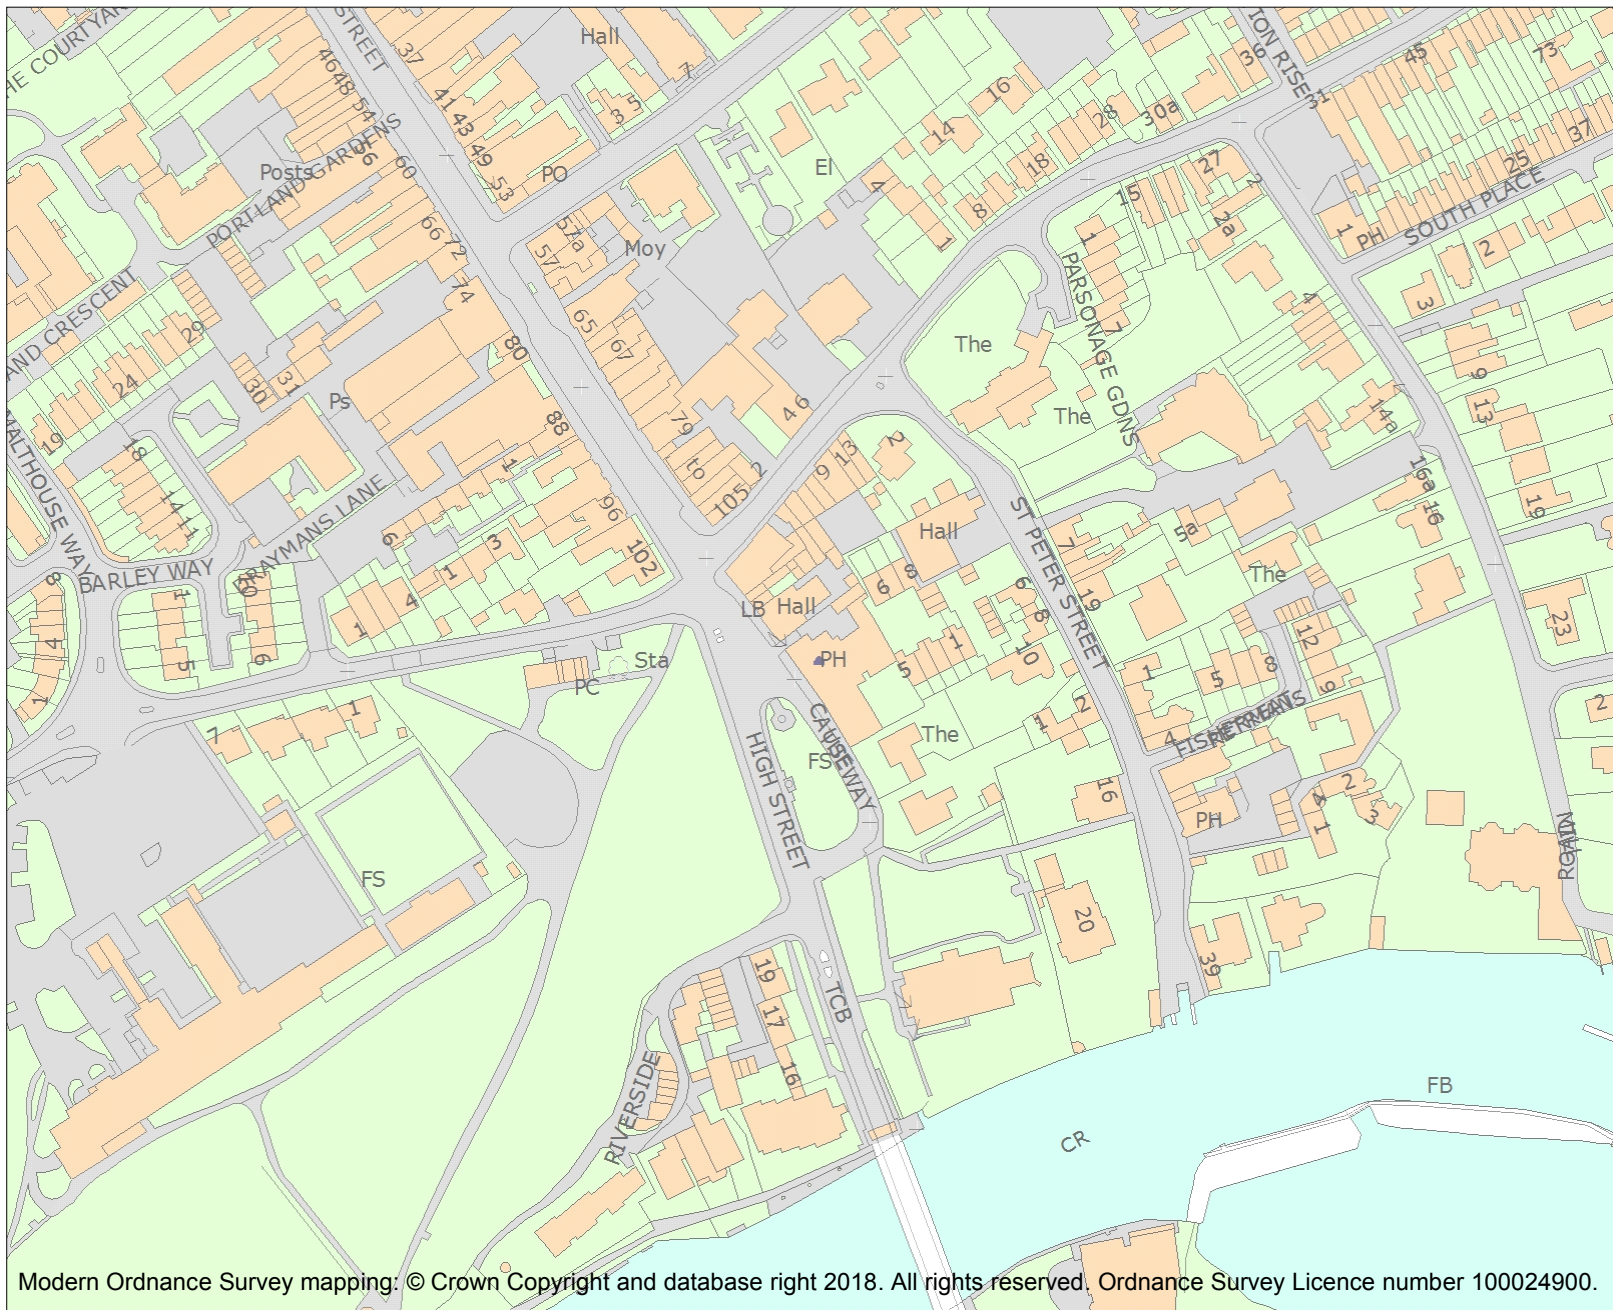 HE COURTYAR
STREET
37
Hall
7
ION RISE
36
45
73
31
46
48
54
56
60
41
43
49
53
3 5
16
14
28
30a
18
37
25
PO
El
4
8
1
15
27
2
2a
Posts
PORTLAND GARDENS
66
72
74
57a
57
Moy
1
PH
SOUTH PLACE
2
3
AND CRESCENT
29
24
30
31
19
80
65
67
The
PARSONAGE GDNS
1
7
4
9
13
Ps
88
79
to
105
2
4 6
The
14a
MALTHOUSE WAY
18
14
11
1
96
102
9
13
2
16a
16
19
DRAYMANS LANE
6
3
1
4
1
Hall
ST PETER STREET
7
19
5a
The
BARLEY WAY
8
4
1
1
5
10
6
LB
Hall
6
8
6
8
10
1
5
12
9
23
Sta
PC
PH
1
2
1
5
8
4
FISHERMANS
RETREAT
2
7
1
HIGH STREET
CAUSEWAY
FS
The
16
PH
2
4
1
3
MILL
ROAD
FS
20
39
19
17
16
TCB
RIVERSIDE
CR
FB
Modern Ordnance Survey mapping: © Crown Copyright and database right 2018. All rights reserved. Ordnance Survey Licence number 100024900.